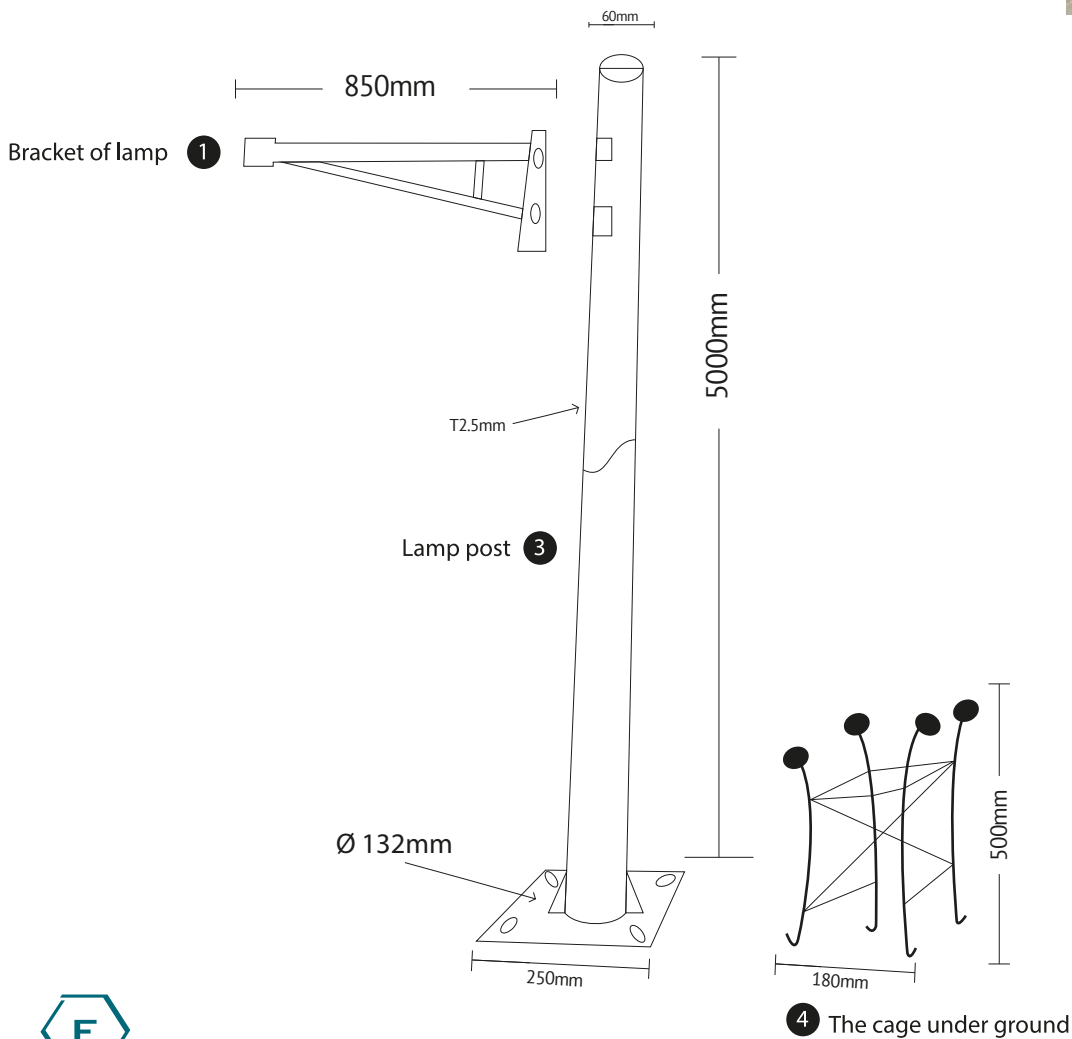 60mm
850mm
Bracket of lamp 1
5000mm
T2.5mm
Lamp post 3
Ø 132mm
500mm
250mm
180mm
4 The cage under ground